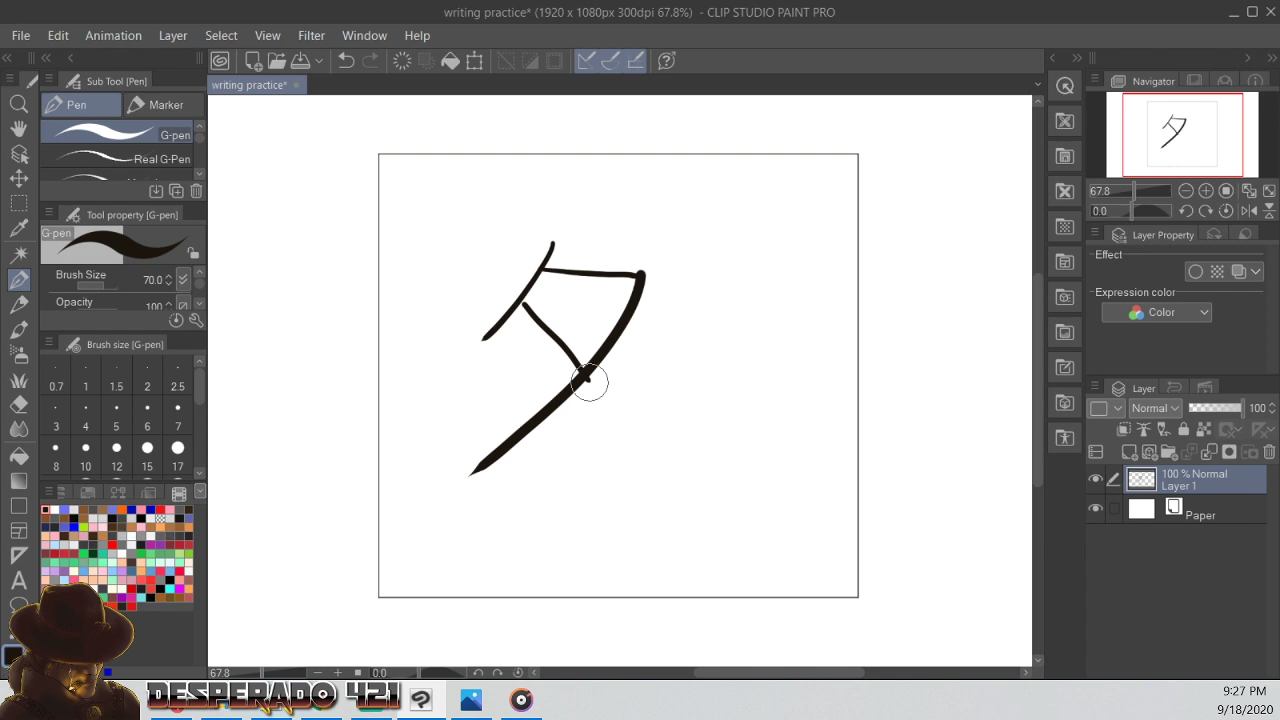 writing practice* (1920 x 1080px 300dpi 67.8%) - CLIP STUDIO PAINT PRO
File Edit Animation Layer Select View Filter Window Help
Sub Tool [Pen]
writing practice*
Navigator
Pen Marker
G-pen
Real G-Pen
67.8
0.0
Tool property [G-pen]
G-pen
Layer Property
Effect
Brush Size 70.0
Opacity 100
Expression color
Color
Brush size [G-pen]
0.7 1 1.5 2 2.5
3 4 5 6 7
8 10 12 15 17
Layer
Normal 100
100 % Normal
Layer 1
Paper
タ
67.8 0.0
DESPERADO 421
9:27 PM
9/18/2020